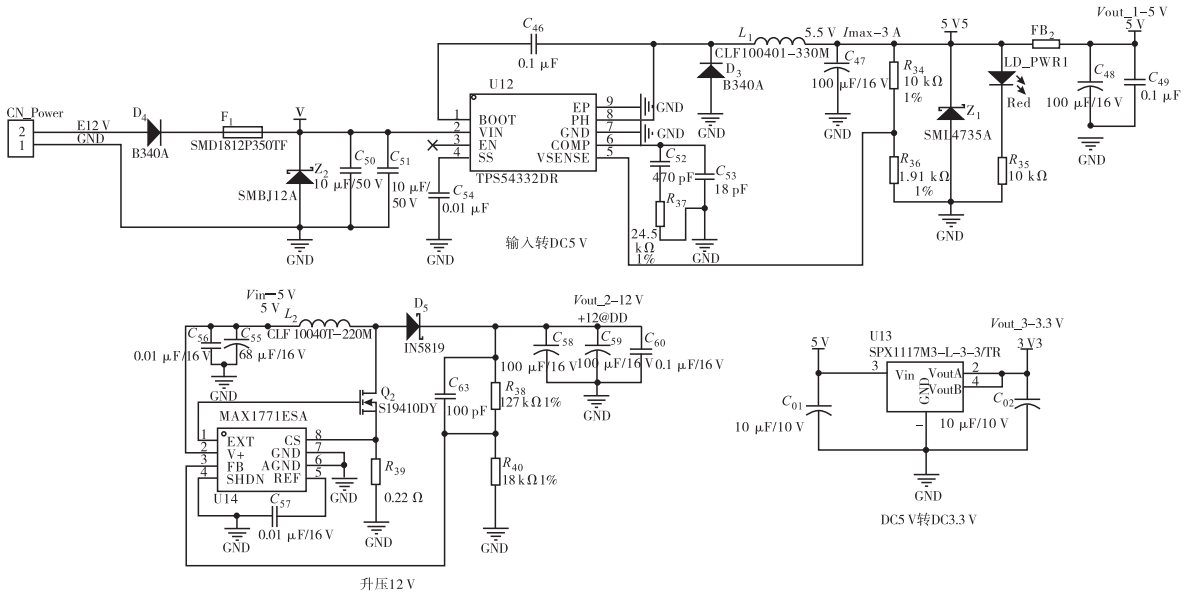 C46
0.1 μF
L1
5.5 V Imax-3 A
CLF100401-330M
5 V5
FB2
Vout_1-5 V
5 V
D3
B340A
GND
C47
100 μF/16 V
GND
R34
10 kΩ
1%
Z1
SML4735A
LD_PWR1
Red
C48
100 μF/16 V
C49
0.1 μF
GND
R36
1.91 kΩ
1%
R35
10 kΩ
GND
CN_Power
2
1
E12 V
GND
D4
B340A
F1
SMD1812P350TF
V
Z2
SMBJ12A
C50
10 μF/50 V
C51
10 μF/
50 V
GND
U12
1 BOOT
2 VIN
3 EN
4 SS
EP 9
PH 8
GND 7
COMP 6
VSENSE 5
TPS54332DR
GND
GND
C54
0.01 μF
GND
C52
470 pF
C53
18 pF
R37
24.5
kΩ
1%
GND
输入转DC5 V
Vin-5 V
5 V
L2
CLF10040T-220M
C56
0.01 μF/16 V
C55
68 μF/16 V
GND
D5
IN5819
Vout_2-12 V
+12@DD
C58
100 μF/16 V
C59
100 μF/16 V
C60
0.1 μF/16 V
GND
Q2
S19410DY
C63
100 pF
R38
127 kΩ 1%
R40
18 kΩ 1%
GND
MAX1771ESA
1 EXT
2 V+
3 FB
4 SHDN
CS 8
GND 7
AGND 6
REF 5
U14
GND
R39
0.22 Ω
GND
C57
0.01 μF/16 V
GND
升压12 V
5 V
U13
SPX1117M3-L-3-3/TR
3 Vin
GND
VoutA 2
VoutB 4
Vout_3-3.3 V
3 V3
C01
10 μF/10 V
C02
10 μF/10 V
GND
DC5 V转DC3.3 V